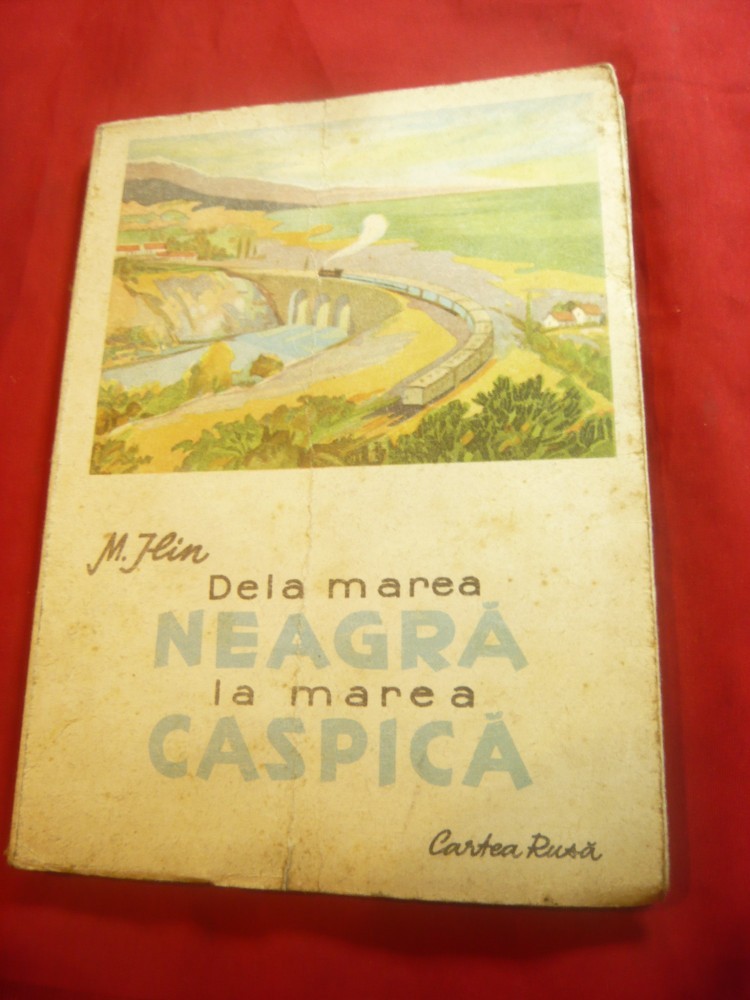 M. Ilin
Dela marea
NEAGRĂ
la marea
CASPICĂ
Cartea Rusă